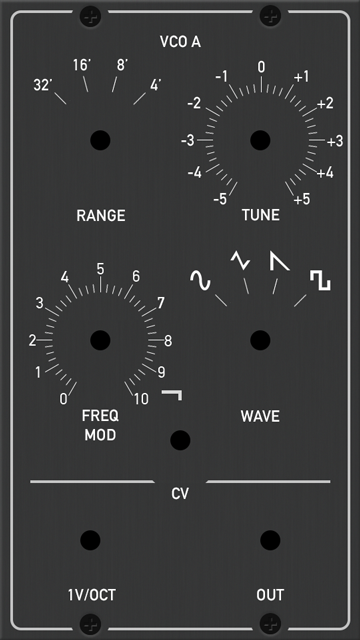 VCO A
32' 16' 8' 4'
-5 -4 -3 -2 -1 0 +1 +2 +3 +4 +5
RANGE
TUNE
0 1 2 3 4 5 6 7 8 9 10
FREQ
MOD
WAVE
CV
1V/OCT
OUT